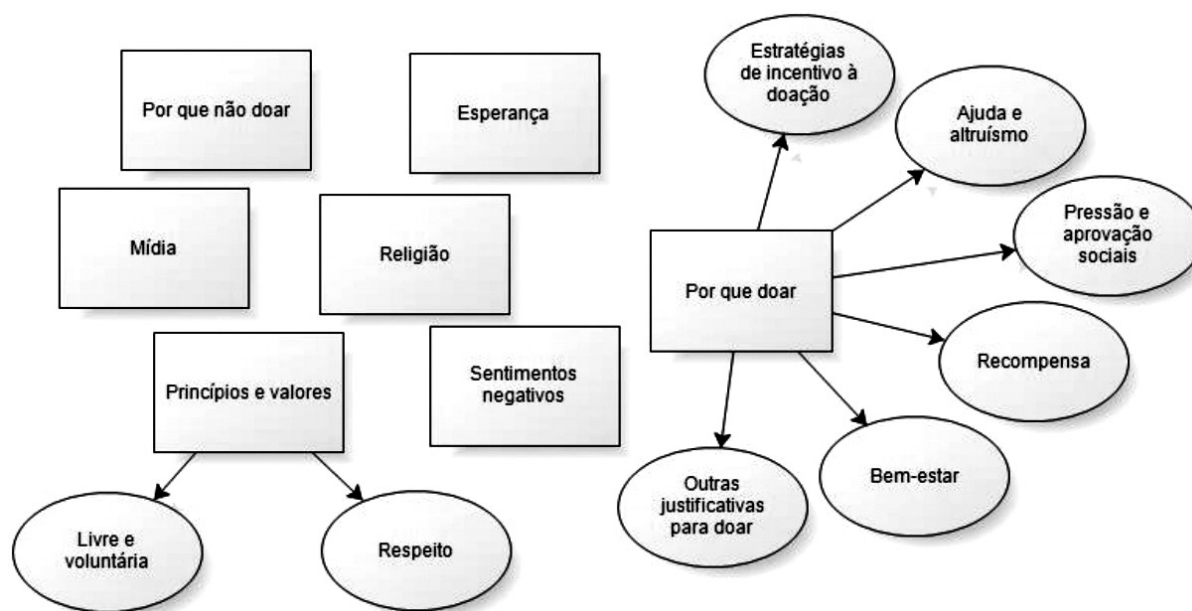 Por que não doar
Esperança
Mídia
Religião
Princípios e valores
Sentimentos
negativos
Livre e
voluntária
Respeito
Estratégias
de incentivo à
doação
Ajuda e
altruísmo
Pressão e
aprovação
sociais
Por que doar
Recompensa
Bem-estar
Outras
justificativas
para doar